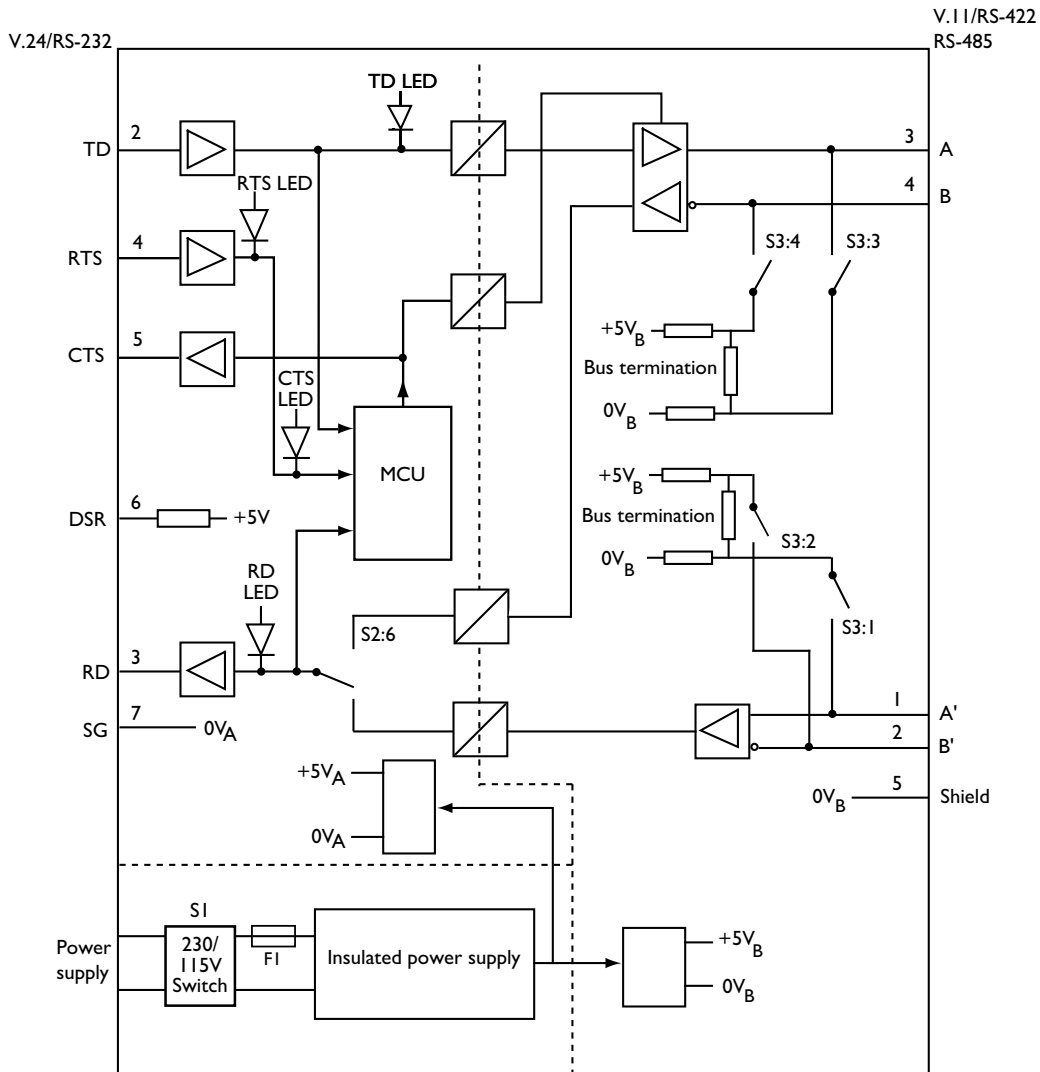 V.11/RS-422
V.24/RS-232
RS-485
TD LED
2
3
TD
A
4
B
RTS LED
S3:4
S3:3
4
RTS
5
+5VB
CTS
CTS
LED
Bus termination
0VB
MCU
+5VB
6
DSR
+5V
Bus termination
S3:2
0VB
RD
LED
S2:6
S3:1
3
RD
1
A'
7
SG
0VA
2
B'
+5VA
5
0VB
Shield
0VA
S1
Power
supply
230/
115V
Switch
F1
Insulated power supply
+5VB
0VB